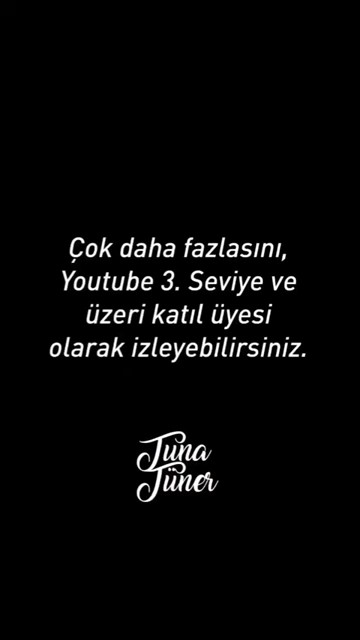 Çok daha fazlasını,
Youtube 3. Seviye ve
üzeri katıl üyesi
olarak izleyebilirsiniz.
Tuna
Tüner